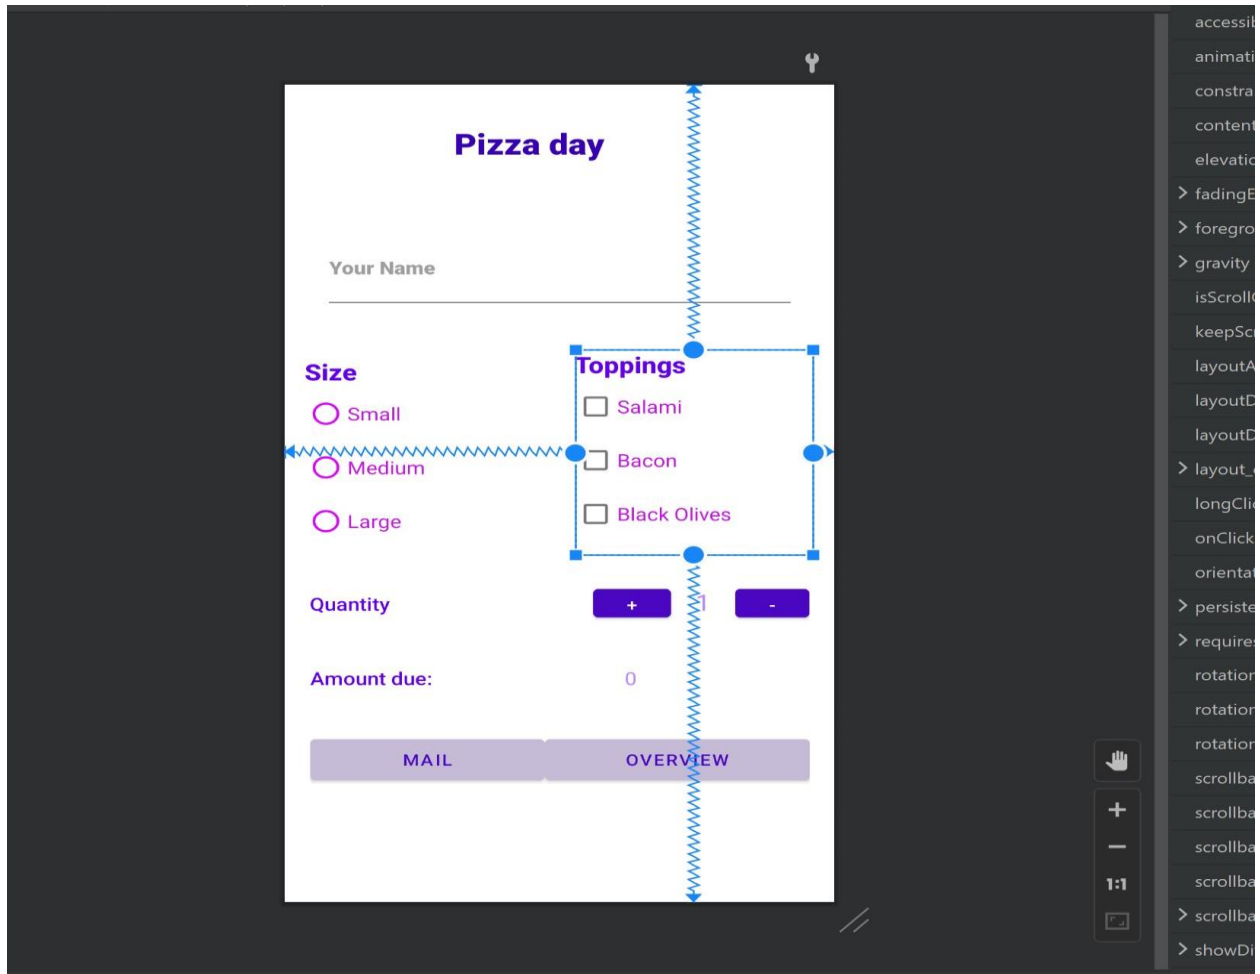 Pizza day
Your Name
Size
Small
Medium
Large
Toppings
Salami
Bacon
Black Olives
Quantity + 1 -
Amount due: 0
MAIL OVERVIEW
1:1
accessib
animati
constra
content
elevatio
fadingE
foregro
gravity
isScroll
keepScr
layoutA
layoutD
layoutD
layout_
longClic
onClick
orientat
persiste
requires
rotation
rotation
rotation
scrollba
scrollba
scrollba
scrollba
scrollba
showDi